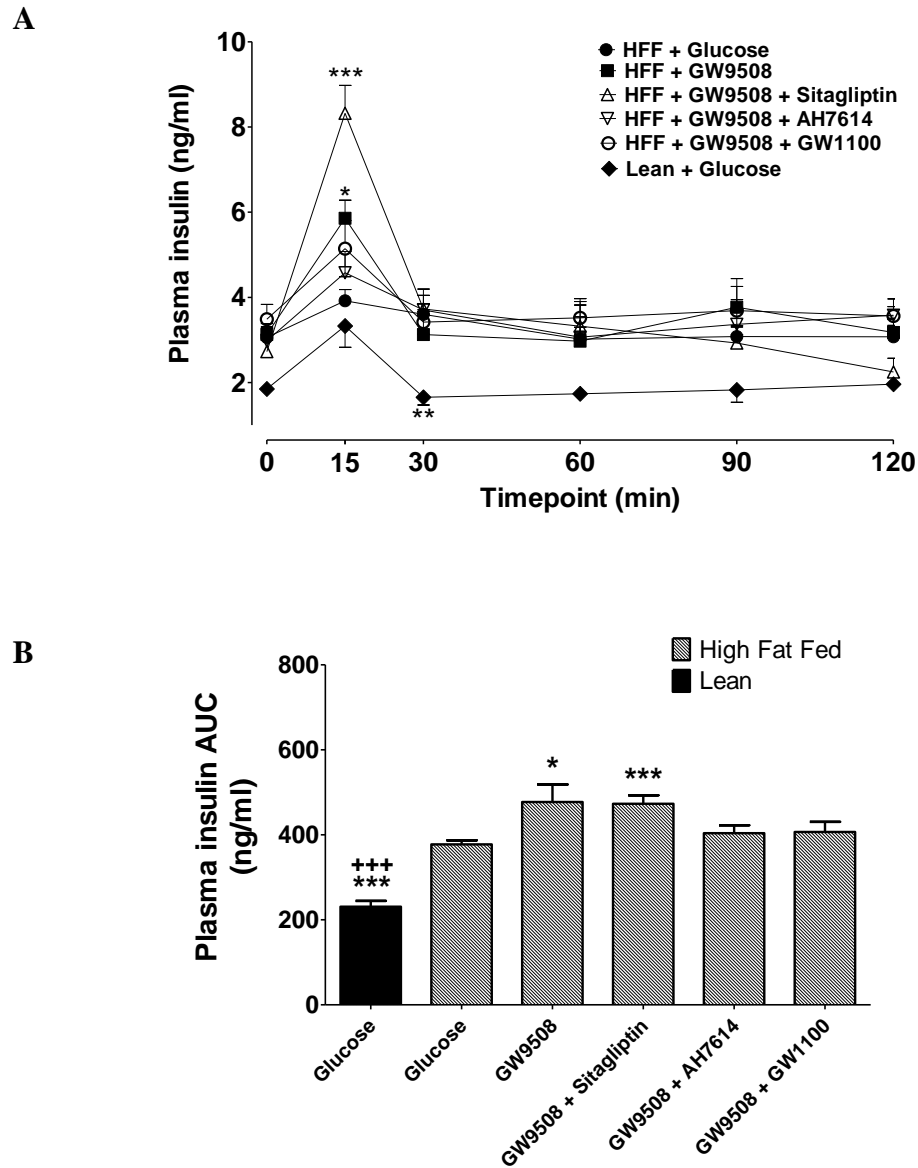 A
HFF + Glucose
HFF + GW9508
HFF + GW9508 + Sitagliptin
HFF + GW9508 + AH7614
HFF + GW9508 + GW1100
Lean + Glucose
Plasma insulin (ng/ml)
10
8
6
4
2
***
*
**
0 15 30 60 90 120
Timepoint (min)
B
High Fat Fed
Lean
Plasma insulin AUC
(ng/ml)
800
600
400
200
0
+++
***
*
***
Glucose
Glucose
GW9508
GW9508 + Sitagliptin
GW9508 + AH7614
GW9508 + GW1100